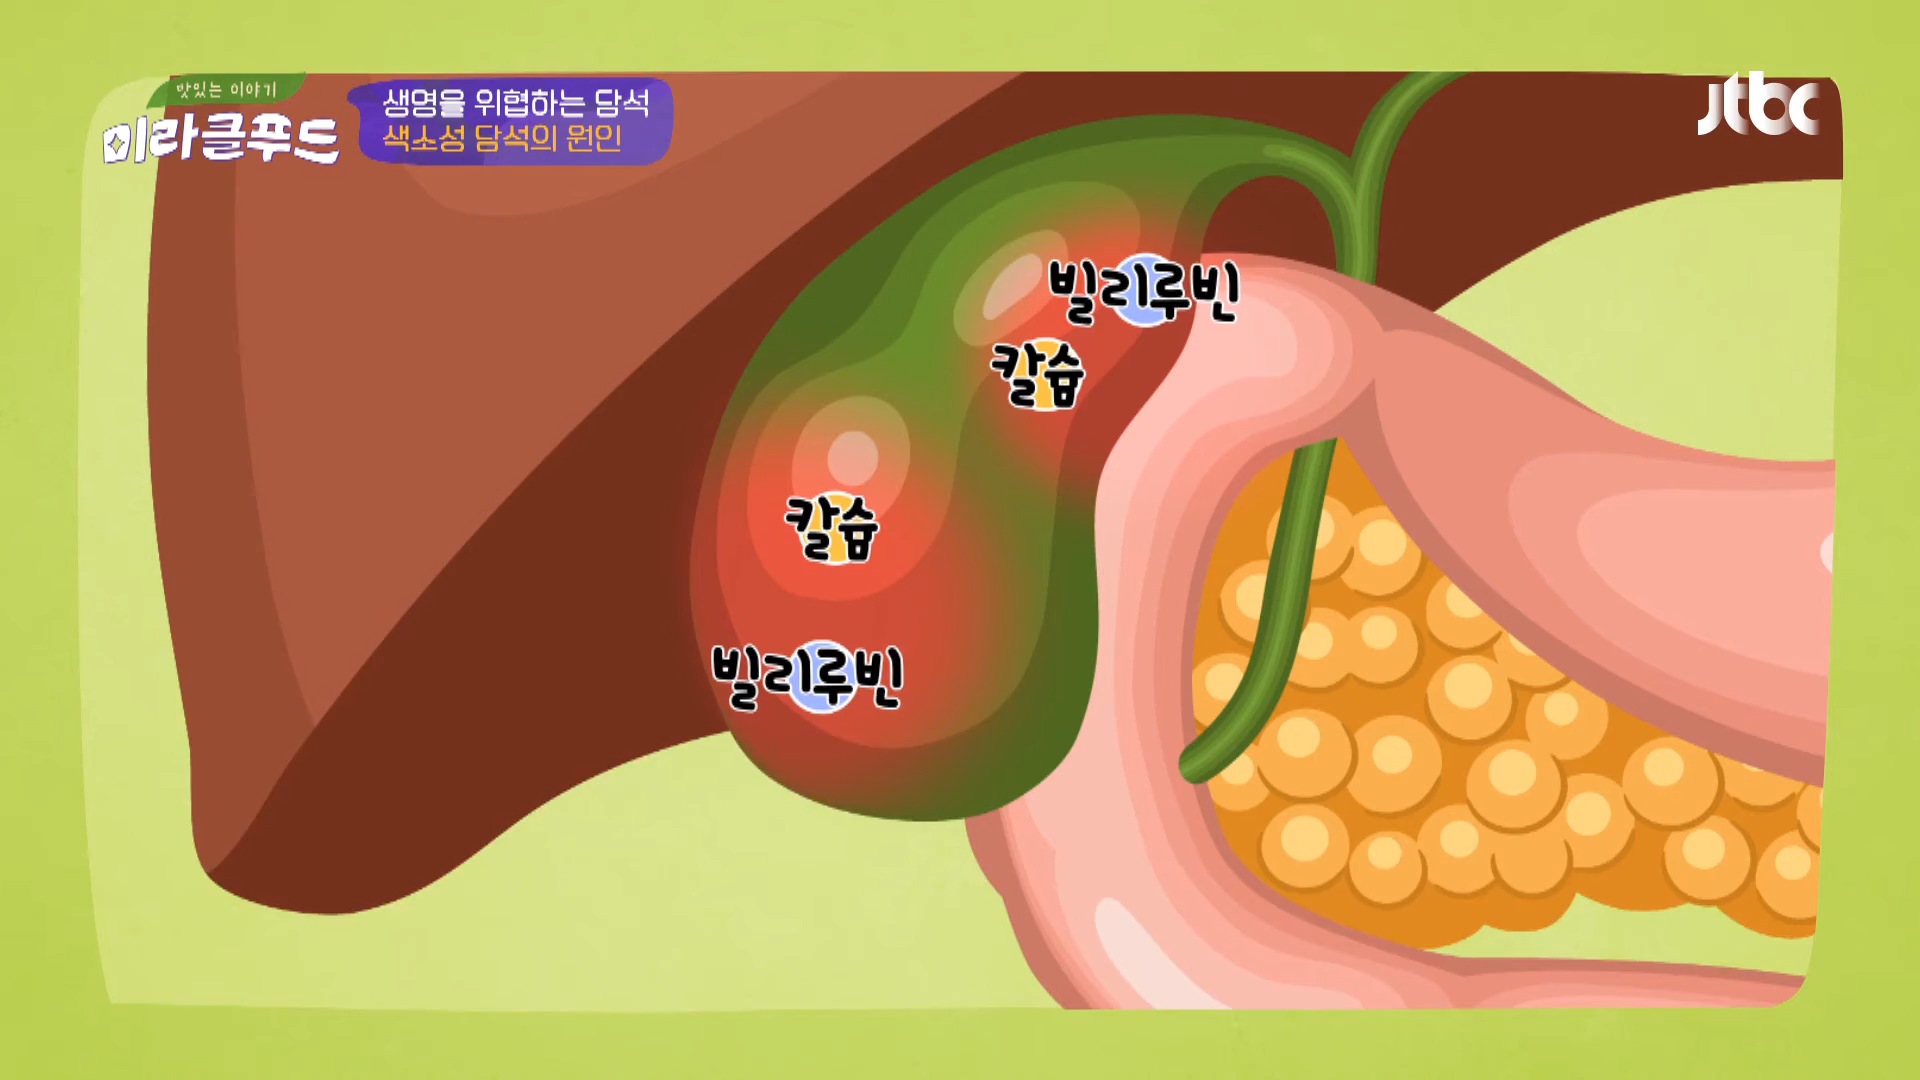 맛있는 이야기
미라클푸드
생명을 위협하는 담석
색소성 담석의 원인
jtbc
빌리루빈
칼슘
칼슘
빌리루빈